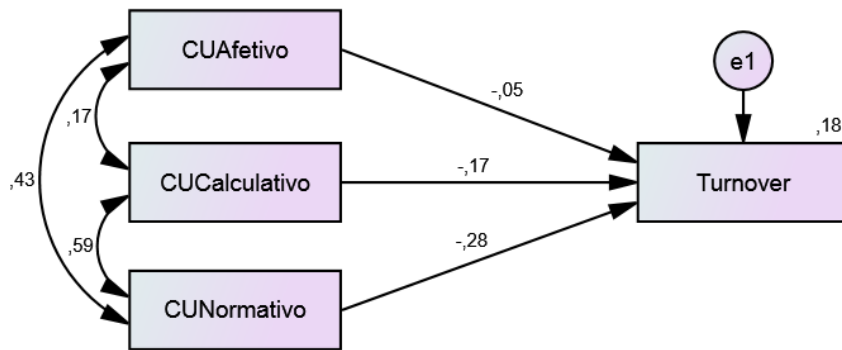 CUAfetivo
e1
-,05
,17
,18
CUCalculativo
-,17
Turnover
,43
,59
-,28
CUNormativo